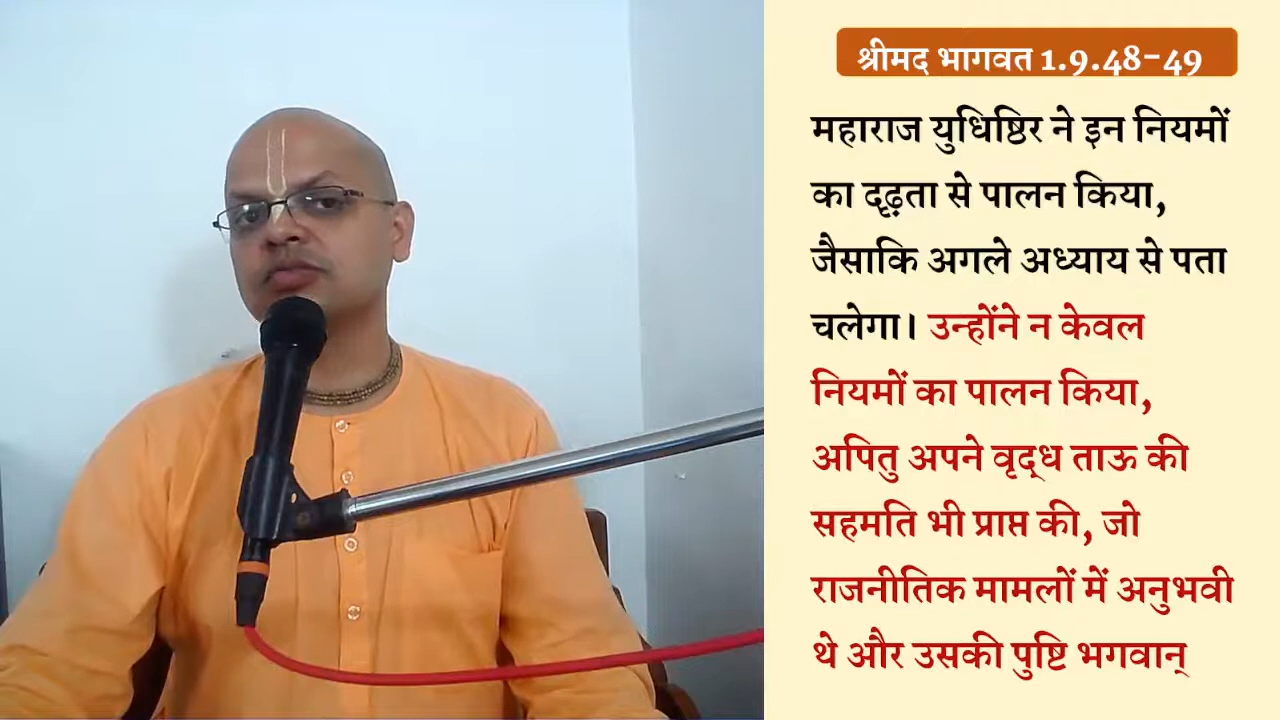 श्रीमद भागवत 1.9.48-49
महाराज युधिष्ठिर ने इन नियमों
का दृढ़ता से पालन किया,
जैसाकि अगले अध्याय से पता
चलेगा। उन्होंने न केवल
नियमों का पालन किया,
अपितु अपने वृद्ध ताऊ की
सहमति भी प्राप्त की, जो
राजनीतिक मामलों में अनुभवी
थे और उसकी पुष्टि भगवान्